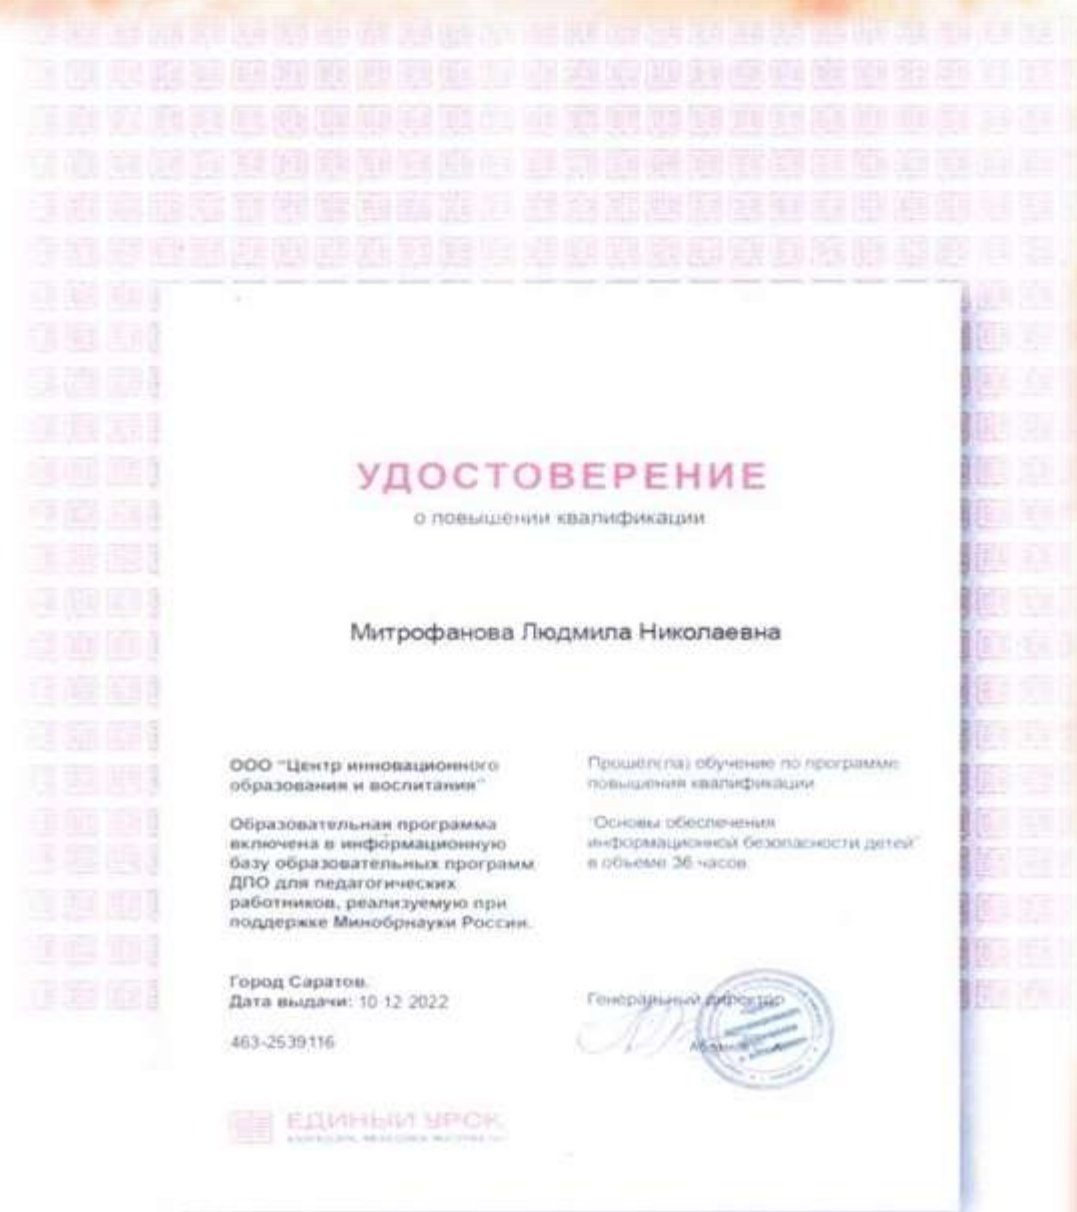 УДОСТОВЕРЕНИЕ
о повышении квалификации
Митрофанова Людмила Николаевна
ООО "Центр инновационного
образования и воспитания"
Образовательная программа
включена в информационную
базу образовательных программ
ДПО для педагогических
работников, реализуемую при
поддержке Минобрнауки России.
Город Саратов.
Дата выдачи: 10 12 2022
463-2539116
Прошёл(ла) обучение по программе
повышения квалификации
"Основы обеспечения
информационной безопасности детей"
в объеме 36 часов.
Генеральный директор
ЕДИНЫЙ УРОК